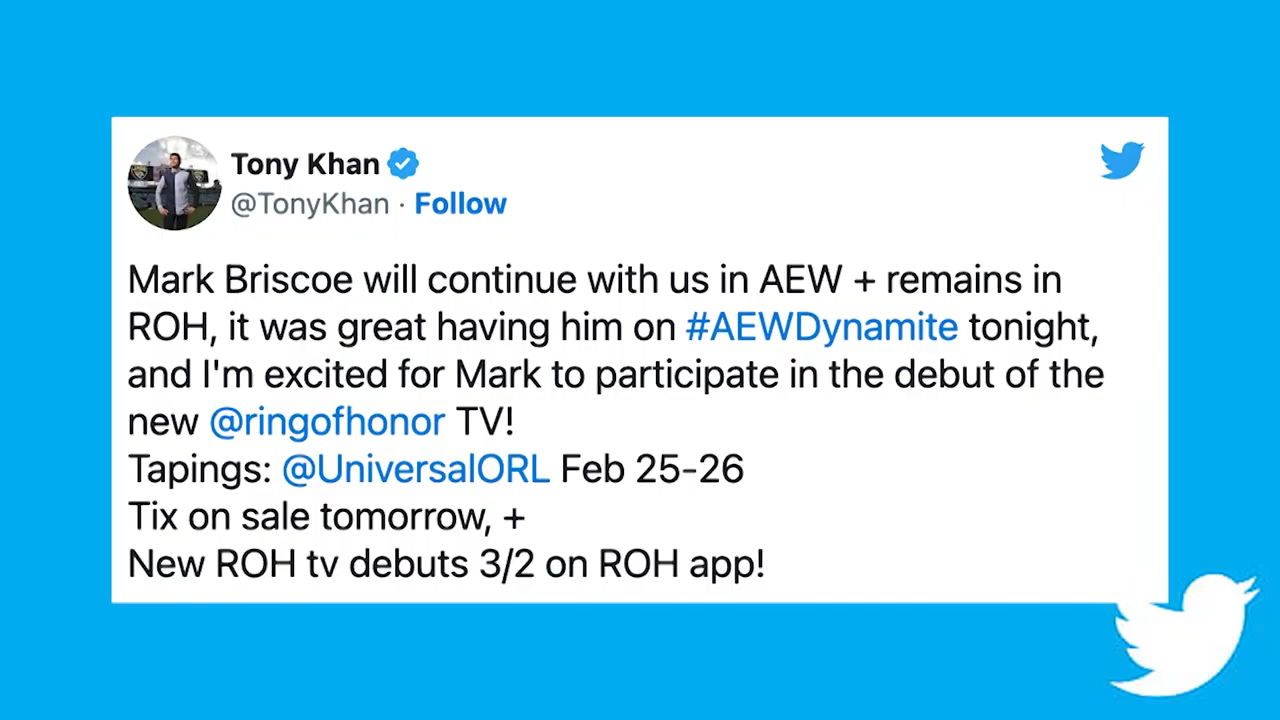 Tony Khan
@TonyKhan · Follow
Mark Briscoe will continue with us in AEW + remains in
ROH, it was great having him on #AEWDynamite tonight,
and I'm excited for Mark to participate in the debut of the
new @ringofhonor TV!
Tapings: @UniversalORL Feb 25-26
Tix on sale tomorrow, +
New ROH tv debuts 3/2 on ROH app!